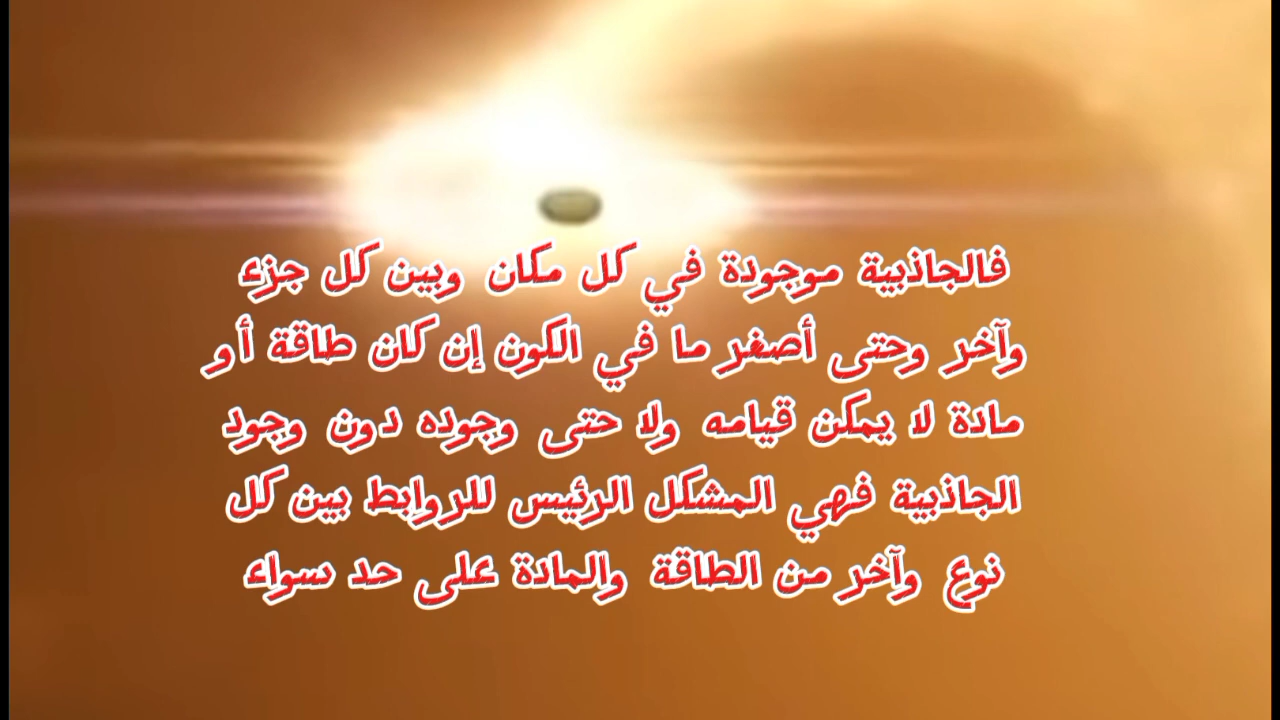 فالجاذبية موجودة في كل مكان وبين كل جزء
وآخر وحتى أصغر ما في الكون إن كان طاقة أو
مادة لا يمكن قيامه ولا حتى وجوده دون وجود
الجاذبية فهي المشكل الرئيس للروابط بين كل
نوع وآخر من الطاقة والمادة على حد سواء